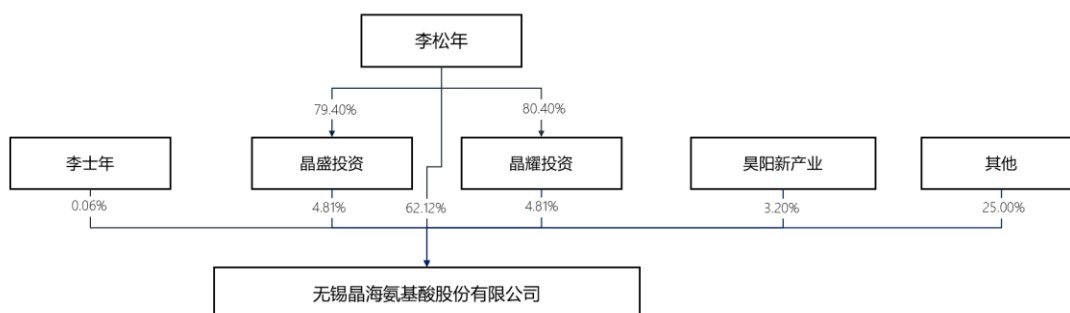 李松年
79.40%
80.40%
李士年
晶盛投资
晶耀投资
昊阳新产业
其他
0.06%
4.81%
62.12%
4.81%
3.20%
25.00%
无锡晶海氨基酸股份有限公司